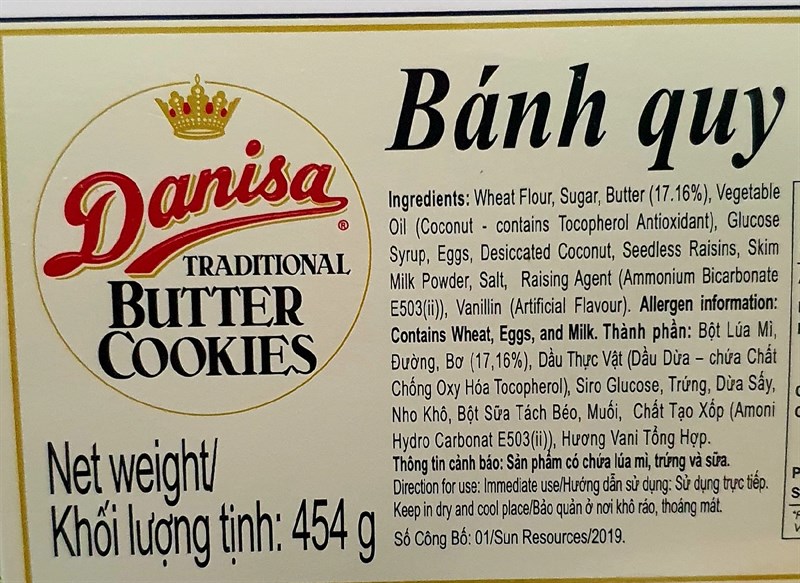 Danisa
®
TRADITIONAL
BUTTER
COOKIES
Net weight/
Khối lượng tịnh: 454 g
Bánh quy
Ingredients: Wheat Flour, Sugar, Butter (17.16%), Vegetable
Oil (Coconut - contains Tocopherol Antioxidant), Glucose
Syrup, Eggs, Desiccated Coconut, Seedless Raisins, Skim
Milk Powder, Salt, Raising Agent (Ammonium Bicarbonate
E503(ii)), Vanillin (Artificial Flavour). Allergen information:
Contains Wheat, Eggs, and Milk. Thành phần: Bột Lúa Mì,
Đường, Bơ (17,16%), Dầu Thực Vật (Dầu Dừa – chứa Chất
Chống Oxy Hóa Tocopherol), Siro Glucose, Trứng, Dừa Sấy,
Nho Khô, Bột Sữa Tách Béo, Muối, Chất Tạo Xốp (Amoni
Hydro Carbonat E503(ii)), Hương Vani Tổng Hợp.
Thông tin cảnh báo: Sản phẩm có chứa lúa mì, trứng và sữa.
Direction for use: Immediate use/Hướng dẫn sử dụng: Sử dụng trực tiếp.
Keep in dry and cool place/Bảo quản ở nơi khô ráo, thoáng mát.
Số Công Bố: 01/Sun Resources/2019.